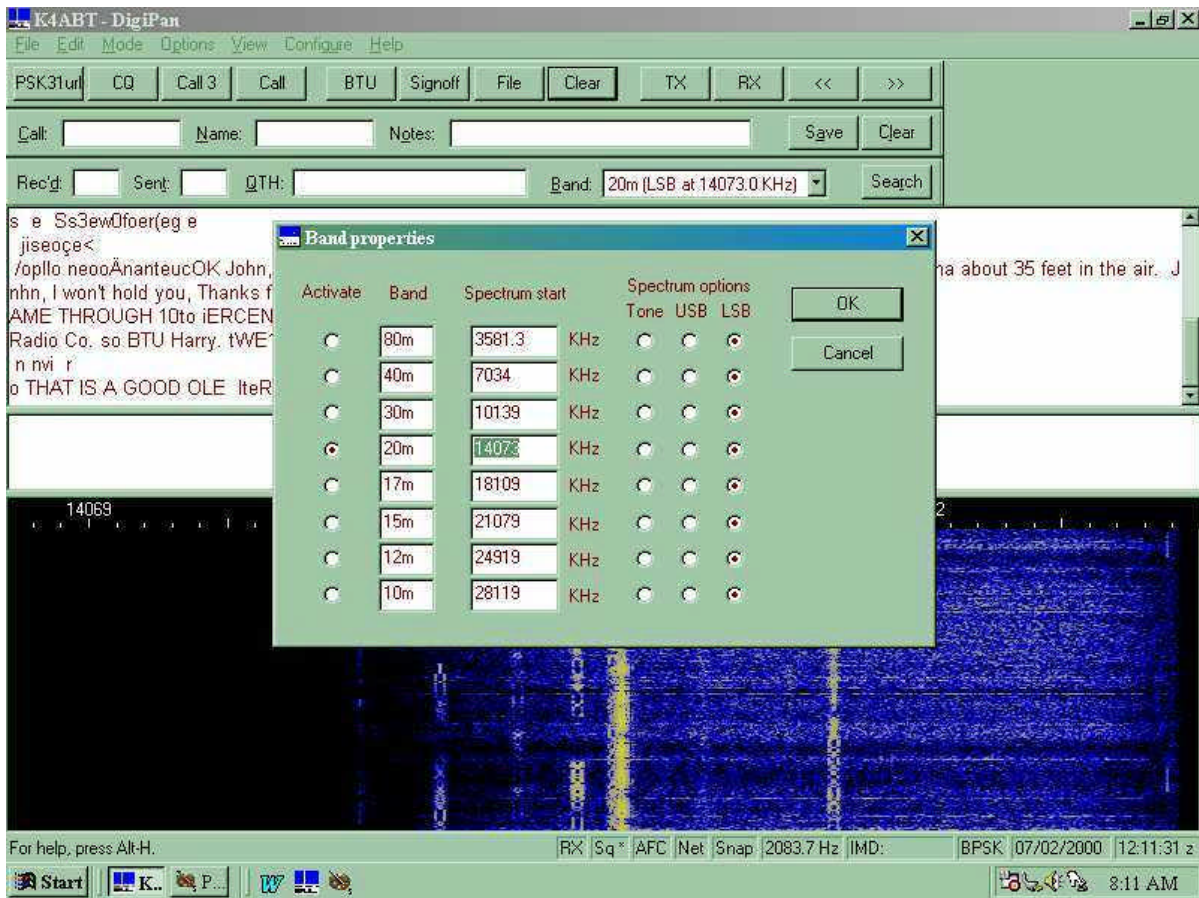 K4ABT - DigiPan
File Edit Mode Options View Configure Help
PSK31url CQ Call 3 Call BTU Signoff File Clear TX RX << >>
Call: Name: Notes: Save Clear
Rec'd: Sent: QTH: Band: 20m (LSB at 14073.0 KHz) Search
s e Ss3ew0foer(eg e
jiseoçe<
/opllo neooÄnanteucOK John, na about 35 feet in the air. J
nhn, I won't hold you, Thanks f
AME THROUGH 10to iERCEN
Radio Co. so BTU Harry. tWE
n nvi r
o THAT IS A GOOD OLE IteR
Band properties
Activate Band Spectrum start Spectrum options
Tone USB LSB
80m 3581.3 KHz
40m 7034 KHz
30m 10139 KHz
20m 14073 KHz
17m 18109 KHz
15m 21079 KHz
12m 24919 KHz
10m 28119 KHz
OK
Cancel
14069 2
For help, press Alt-H. RX Sq* AFC Net Snap 2083.7 Hz IMD: BPSK 07/02/2000 12:11:31 z
Start K.. P... 8:11 AM